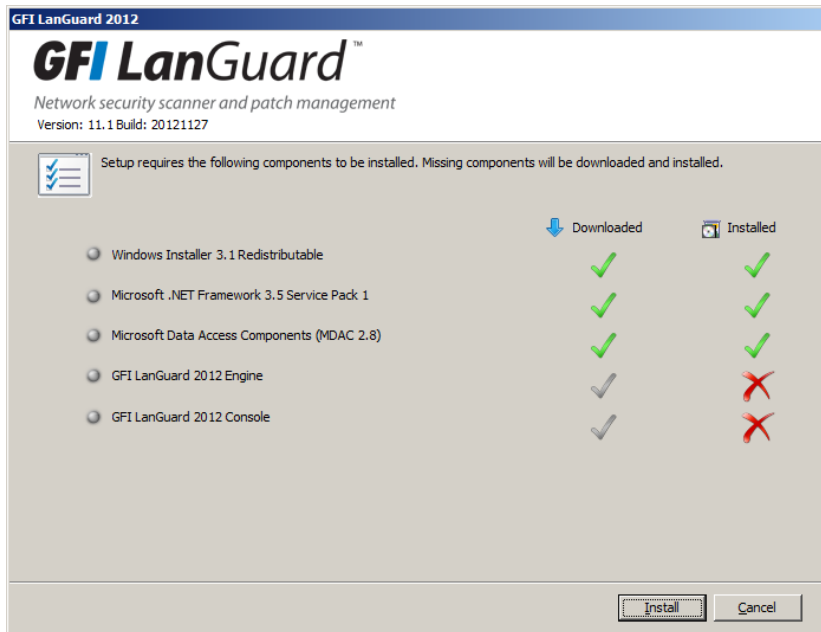 GFI LanGuard 2012
GFI LanGuard™
Network security scanner and patch management
Version: 11.1 Build: 20121127
Setup requires the following components to be installed. Missing components will be downloaded and installed.
Downloaded Installed
Windows Installer 3.1 Redistributable
Microsoft .NET Framework 3.5 Service Pack 1
Microsoft Data Access Components (MDAC 2.8)
GFI LanGuard 2012 Engine
GFI LanGuard 2012 Console
Install Cancel